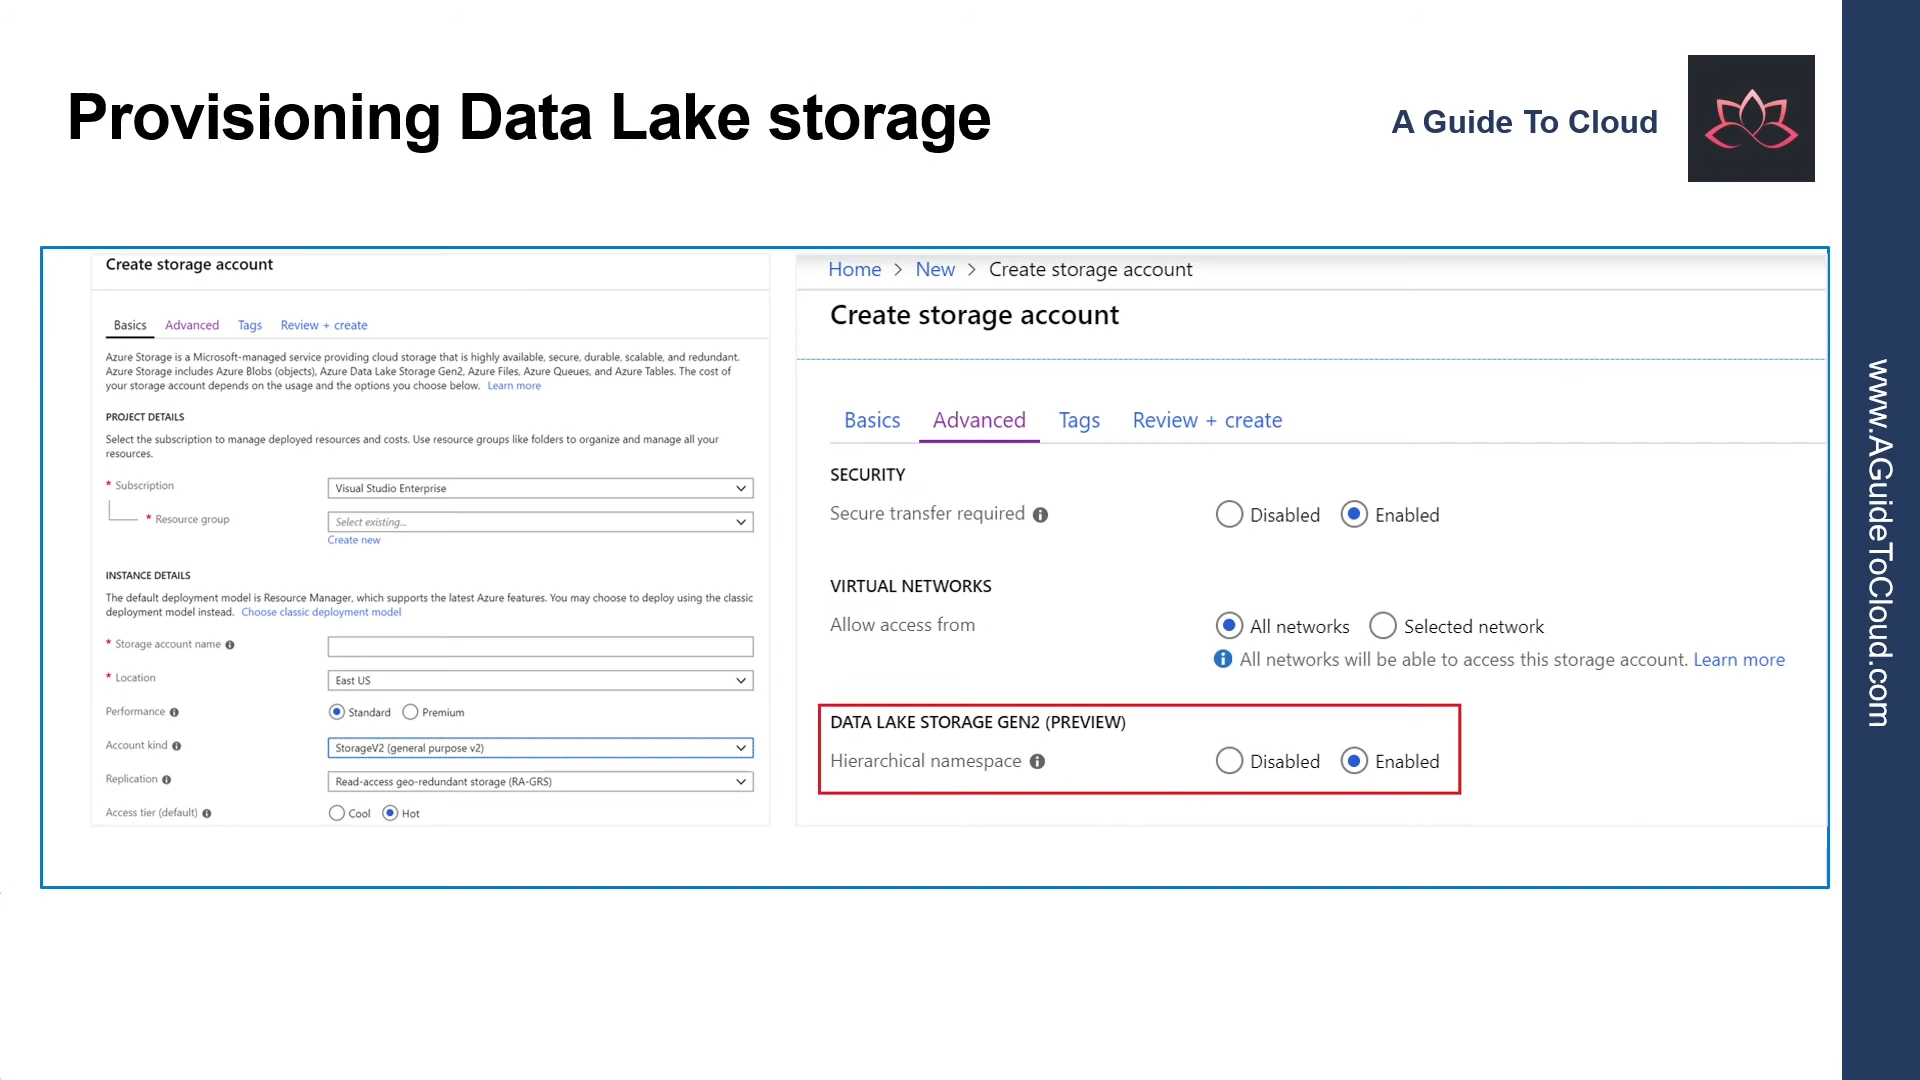 Provisioning Data Lake storage
A Guide To Cloud
Create storage account
Basics Advanced Tags Review + create
Azure Storage is a Microsoft-managed service providing cloud storage that is highly available, secure, durable, scalable, and redundant.
Azure Storage includes Azure Blobs (objects), Azure Data Lake Storage Gen2, Azure Files, Azure Queues, and Azure Tables. The cost of
your storage account depends on the usage and the options you choose below. Learn more
PROJECT DETAILS
Select the subscription to manage deployed resources and costs. Use resource groups like folders to organize and manage all your
resources.
* Subscription Visual Studio Enterprise
* Resource group Select existing...
Create new
INSTANCE DETAILS
The default deployment model is Resource Manager, which supports the latest Azure features. You may choose to deploy using the classic
deployment model instead. Choose classic deployment model
* Storage account name
* Location East US
Performance Standard Premium
Account kind StorageV2 (general purpose v2)
Replication Read-access geo-redundant storage (RA-GRS)
Access tier (default) Cool Hot
Home > New > Create storage account
Create storage account
Basics Advanced Tags Review + create
SECURITY
Secure transfer required Disabled Enabled
VIRTUAL NETWORKS
Allow access from All networks Selected network
All networks will be able to access this storage account. Learn more
DATA LAKE STORAGE GEN2 (PREVIEW)
Hierarchical namespace Disabled Enabled
www.AGuideToCloud.com